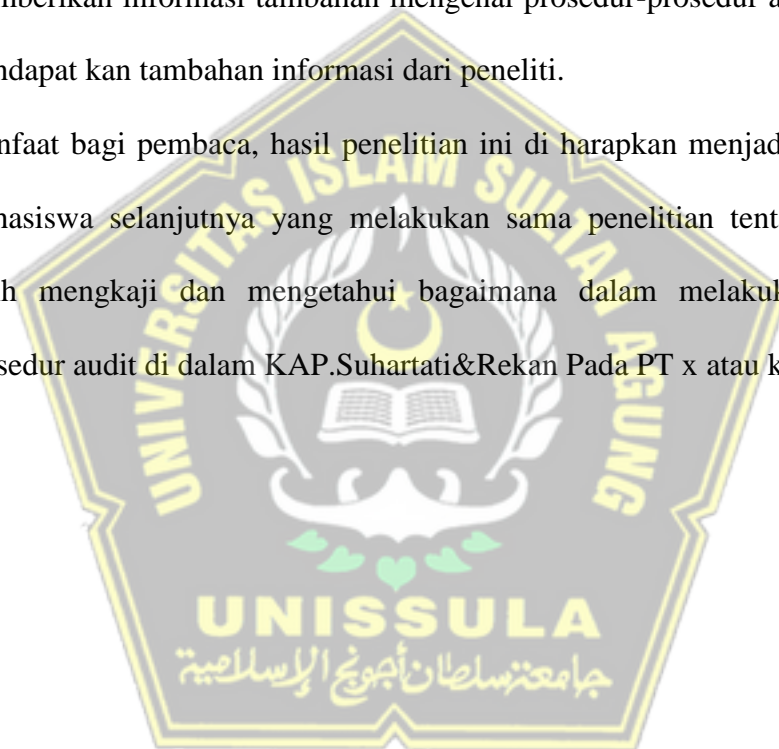 mberikan informasi tambahan mengenai prosedur-prosedur a
ndapat kan tambahan informasi dari peneliti.
nfaat bagi pembaca, hasil penelitian ini di harapkan menjad
hasiswa selanjutnya yang melakukan sama penelitian tent
h mengkaji dan mengetahui bagaimana dalam melakuk
sedur audit di dalam KAP.Suhartati&Rekan Pada PT x atau k
UNIVERSITAS ISLAM SULTAN AGUNG
UNISSULA
جامعتسلطان أجونج الإسلامية